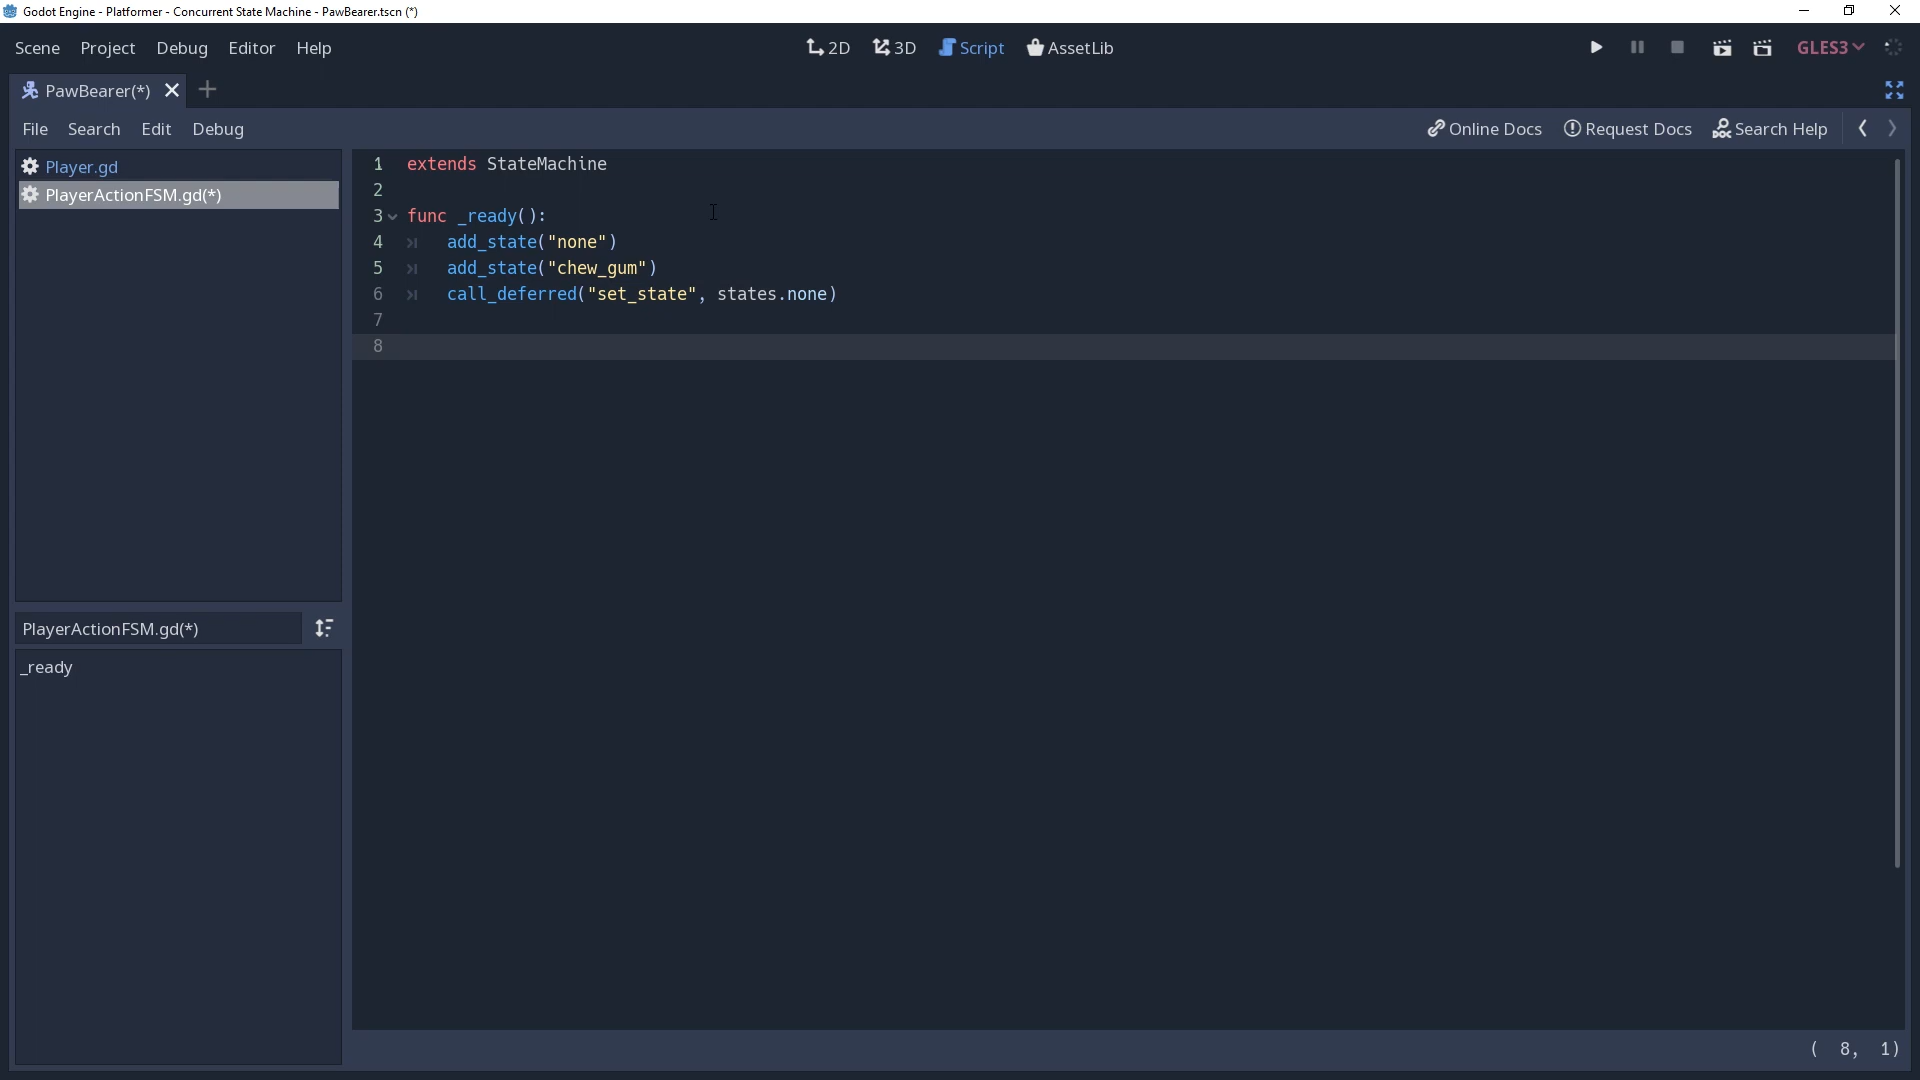 Godot Engine - Platformer - Concurrent State Machine - PawBearer.tscn (*)
Scene Project Debug Editor Help 2D 3D Script AssetLib GLES3
PawBearer(*)
File Search Edit Debug Online Docs Request Docs Search Help
Player.gd
PlayerActionFSM.gd(*)
1 extends StateMachine
2
3 func _ready():
4 add_state("none")
5 add_state("chew_gum")
6 call_deferred("set_state", states.none)
7
8
PlayerActionFSM.gd(*)
_ready
( 8, 1)